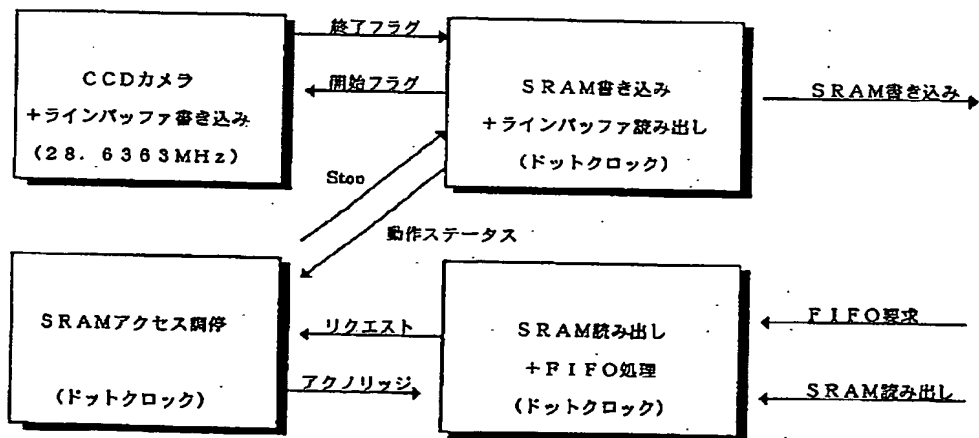 終了フラグ
CCDカメラ
+ラインバッファ書き込み
(28.6363MHz)
開始フラグ
SRAM書き込み
+ラインバッファ読み出し
(ドットクロック)
SRAM書き込み
Stop
動作ステータス
SRAMアクセス調停
(ドットクロック)
リクエスト
アクノリッジ
SRAM読み出し
+FIFO処理
(ドットクロック)
FIFO要求
SRAM読み出し